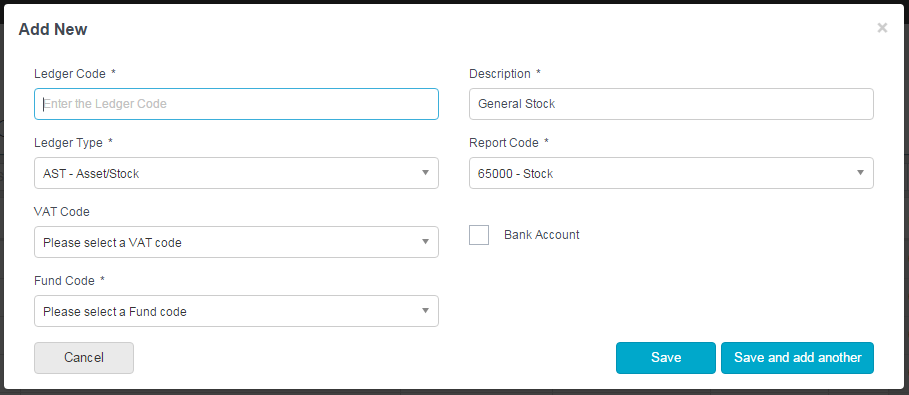 Add New
×
Ledger Code *
Description *
Enter the Ledger Code
General Stock
Ledger Type *
Report Code *
AST - Asset/Stock
65000 - Stock
VAT Code
Please select a VAT code
Bank Account
Fund Code *
Please select a Fund code
Cancel
Save
Save and add another